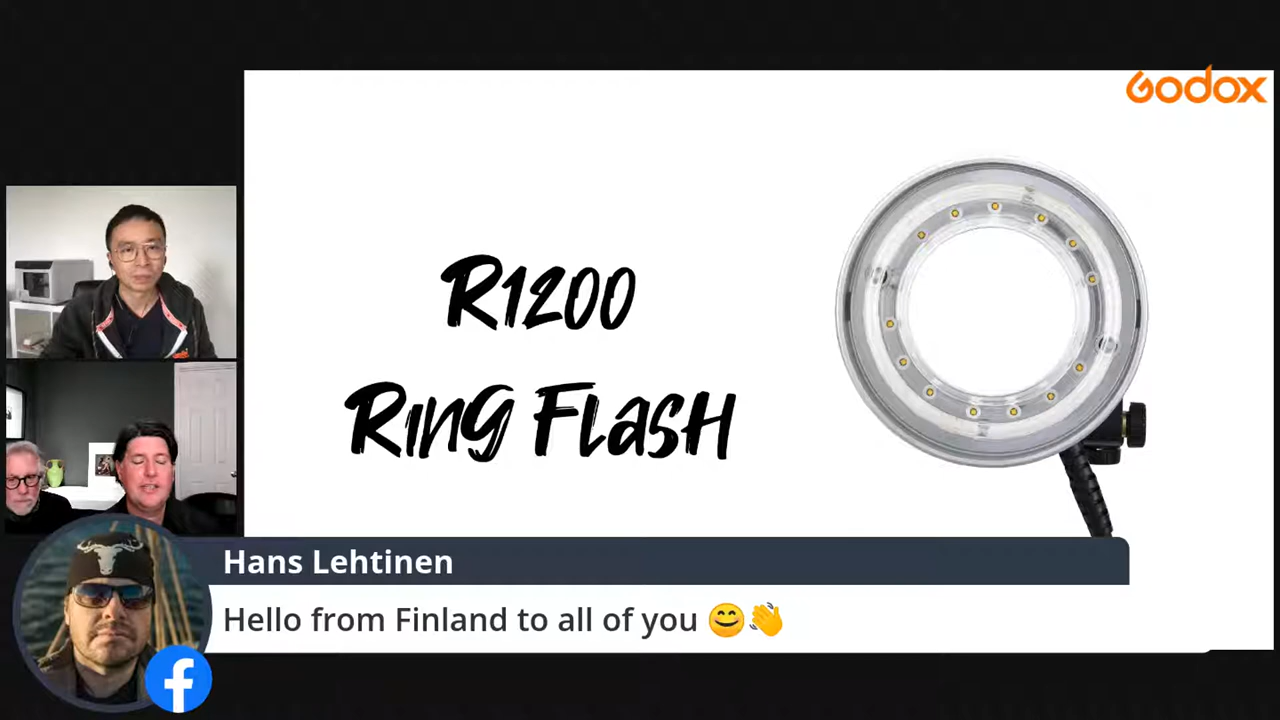 Godox
R1200
Ring Flash
Hans Lehtinen
Hello from Finland to all of you 😄👋